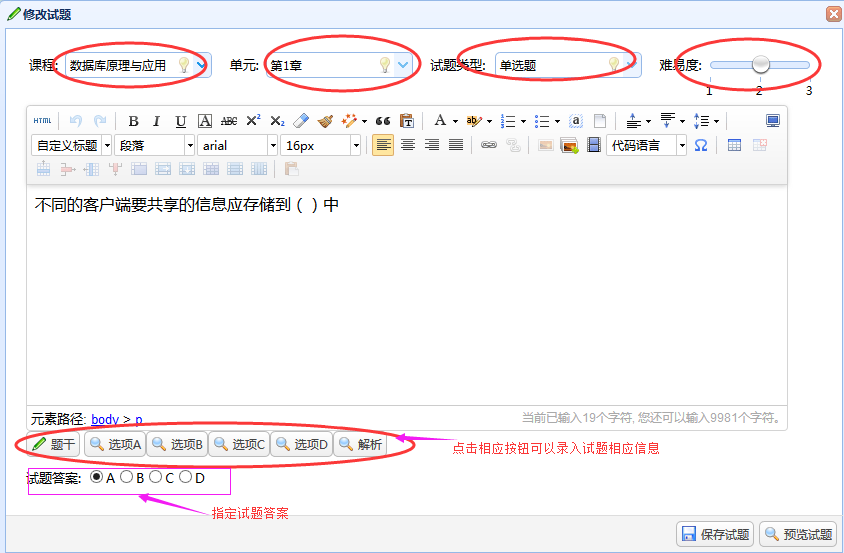 修改试题
课程: 数据库原理与应用 单元: 第1章 试题类型: 单选题 难易度:
1 2 3
HTML B I U A ABC X² X₂ A ab a
自定义标题 段落 arial 16px 代码语言 Ω
不同的客户端要共享的信息应存储到（ ）中
元素路径: body > p 当前已输入19个字符, 您还可以输入9981个字符。
题干 选项A 选项B 选项C 选项D 解析
点击相应按钮可以录入试题相应信息
试题答案: A B C D
指定试题答案
保存试题 预览试题